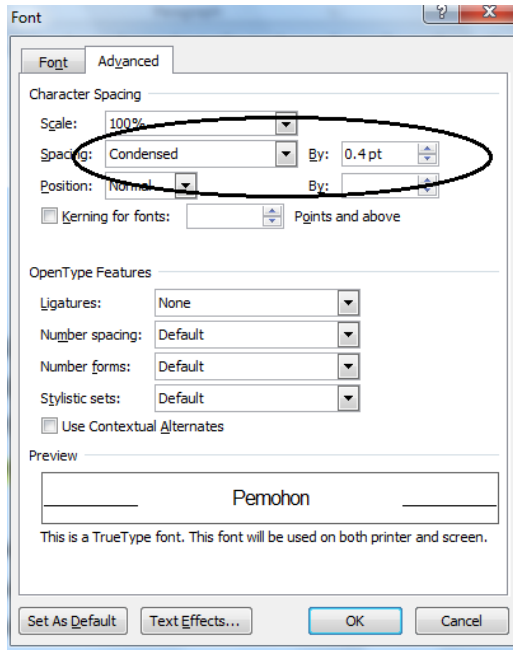 Font
Font Advanced
Character Spacing
Scale: 100%
Spacing: Condensed By: 0.4 pt
Position: Normal By:
Kerning for fonts: Points and above
OpenType Features
Ligatures: None
Number spacing: Default
Number forms: Default
Stylistic sets: Default
Use Contextual Alternates
Preview
Pemohon
This is a TrueType font. This font will be used on both printer and screen.
Set As Default Text Effects... OK Cancel